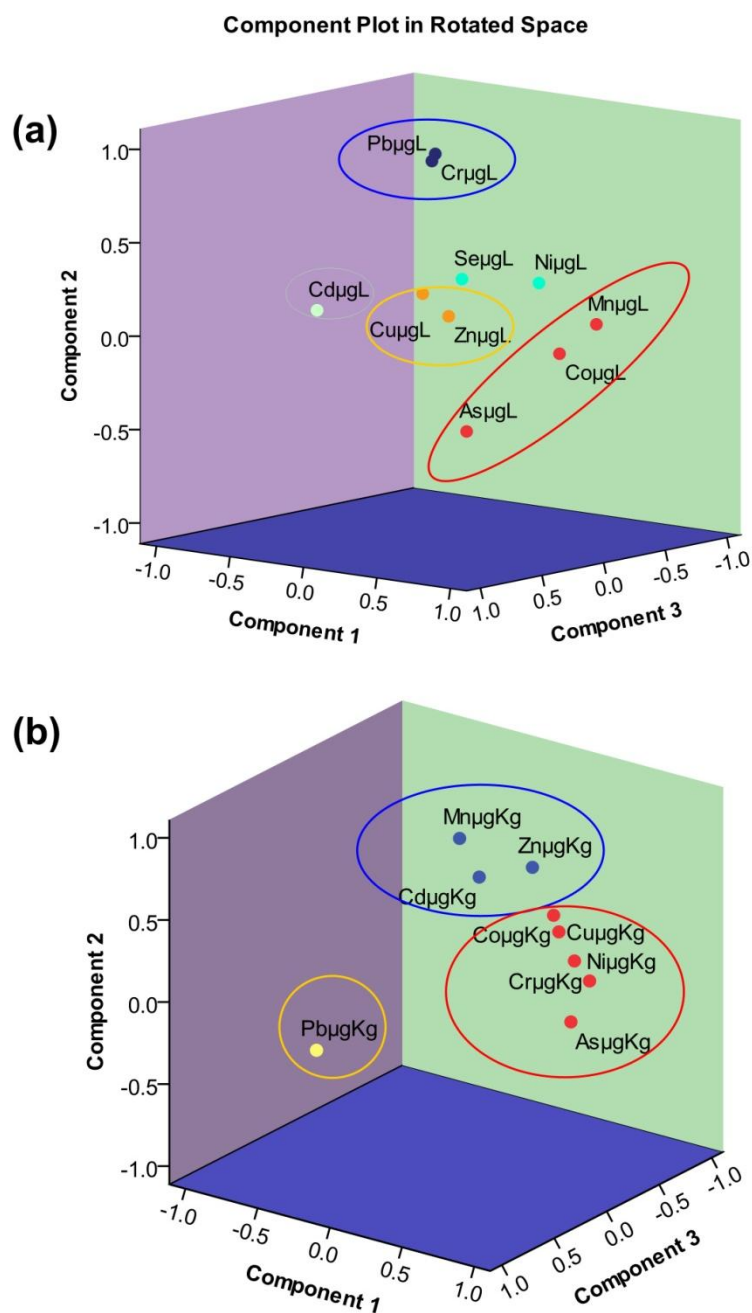 Component Plot in Rotated Space
(a)
1.0
0.5
0.0
-0.5
-1.0
Component 2
PbµgL
CrµgL
SeµgL
NiµgL
CdµgL
MnµgL
CuµgL
ZnµgL
CoµgL
AsµgL
-1.0
-0.5
0.0
0.5
1.0
Component 1
1.0
0.5
0.0
-0.5
-1.0
Component 3
(b)
1.0
0.5
0.0
-0.5
-1.0
Component 2
MnµgKg
ZnµgKg
CdµgKg
CoµgKg
CuµgKg
NiµgKg
CrµgKg
AsµgKg
PbµgKg
-1.0
-0.5
0.0
0.5
1.0
Component 1
1.0
0.5
0.0
-0.5
-1.0
Component 3